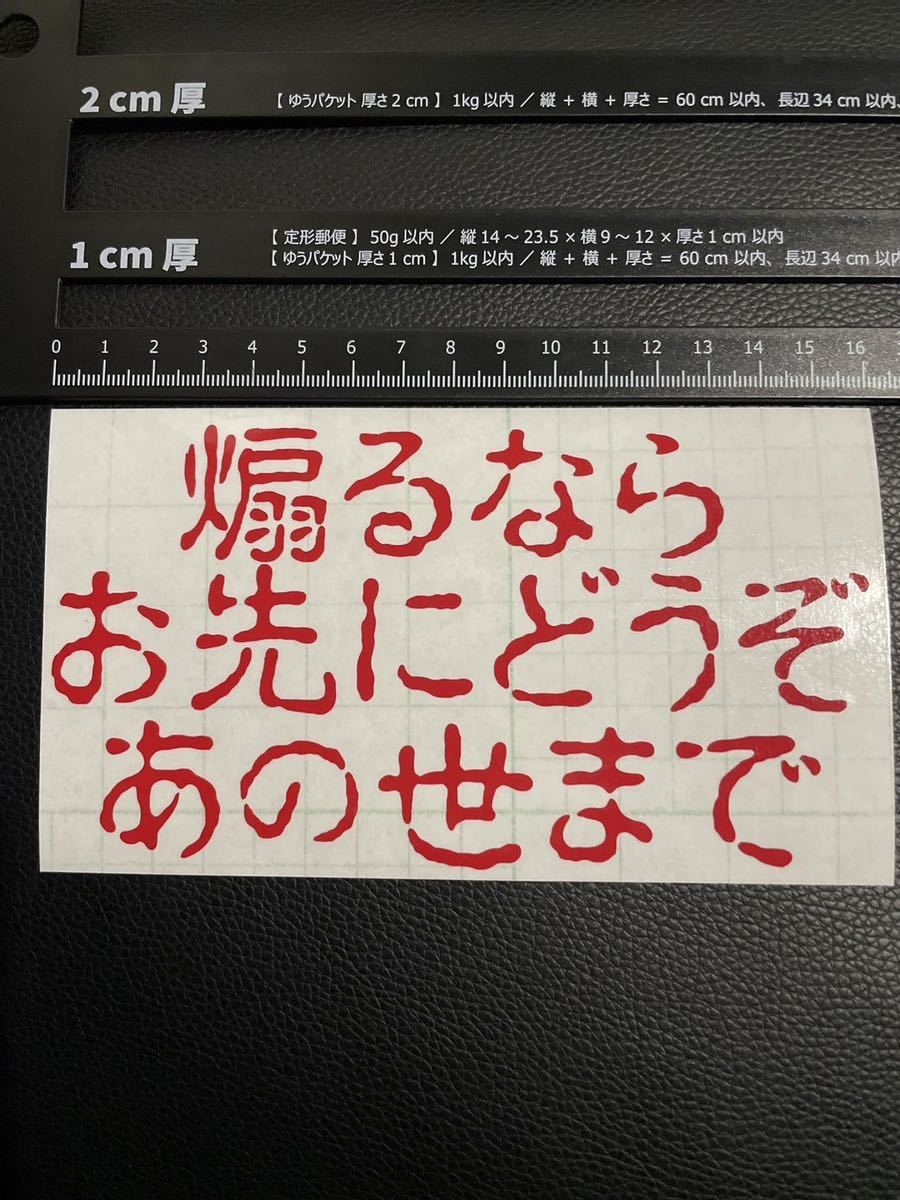 2 cm 厚
【 ゆうパケット 厚さ 2 cm 】 1kg 以内 ／ 縦 + 横 + 厚さ = 60 cm 以内、長辺 34 cm 以内、
1 cm 厚
【 定形郵便 】 50g 以内 ／ 縦 14 ～ 23.5 × 横 9 ～ 12 × 厚さ 1 cm 以内
【 ゆうパケット 厚さ 1 cm 】 1kg 以内 ／ 縦 + 横 + 厚さ = 60 cm 以内、長辺 34 cm 以内
0 1 2 3 4 5 6 7 8 9 10 11 12 13 14 15 16
煽るなら
お先にどうぞ
あの世まで